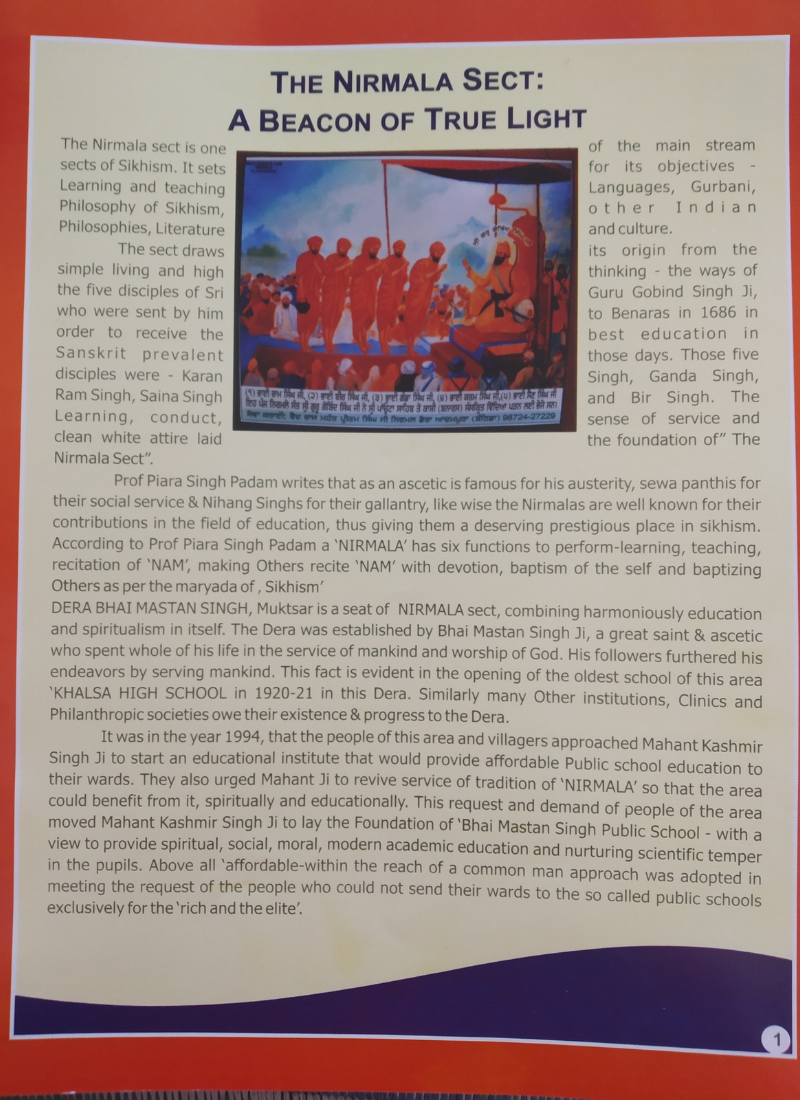 THE NIRMALA SECT:
A BEACON OF TRUE LIGHT
The Nirmala sect is one of the main stream
sects of Sikhism. It sets for its objectives -
Learning and teaching Languages, Gurbani,
Philosophy of Sikhism, other Indian
Philosophies, Literature and culture.
The sect draws its origin from the
simple living and high thinking - the ways of
the five disciples of Sri Guru Gobind Singh Ji,
who were sent by him to Benaras in 1686 in
order to receive the best education in
Sanskrit prevalent those days. Those five
disciples were - Karan Singh, Ganda Singh,
Ram Singh, Saina Singh and Bir Singh. The
Learning, conduct, sense of service and
clean white attire laid the foundation of” The
Nirmala Sect”.
(੧) ਭਾਈ ਰਾਮ ਸਿੰਘ ਜੀ, (੨) ਭਾਈ ਬੀਰ ਸਿੰਘ ਜੀ, (੩) ਭਾਈ ਗੰਡਾ ਸਿੰਘ ਜੀ, (੪) ਭਾਈ ਕਰਮ ਸਿੰਘ ਜੀ,(੫) ਭਾਈ ਸੈਣਾ ਸਿੰਘ ਜੀ
ਇਹ ਪੰਜ ਨਿਰਮਲੇ ਸੰਤ ਸ੍ਰੀ ਗੁਰੂ ਗੋਬਿੰਦ ਸਿੰਘ ਜੀ ਨੇ ਸ੍ਰੀ ਪਾਉਂਟਾ ਸਾਹਿਬ ਤੋਂ ਕਾਸ਼ੀ (ਬਨਾਰਸ) ਸੰਸਕ੍ਰਿਤ ਵਿੱਦਿਆ ਪੜਨ ਲਈ ਭੇਜੇ ਸਨ।
ਸੇਵਾ ਕਰਾਈ: ਵੈਦ ਰਾਮ ਮਹੰਤ ਪ੍ਰੀਤਮ ਸਿੰਘ ਜੀ ਨਿਰਮਲ ਡੇਰਾ 98724-27229
Prof Piara Singh Padam writes that as an ascetic is famous for his austerity, sewa panthis for
their social service & Nihang Singhs for their gallantry, like wise the Nirmalas are well known for their
contributions in the field of education, thus giving them a deserving prestigious place in sikhism.
According to Prof Piara Singh Padam a ‘NIRMALA’ has six functions to perform-learning, teaching,
recitation of ‘NAM’, making Others recite ‘NAM’ with devotion, baptism of the self and baptizing
Others as per the maryada of , Sikhism’
DERA BHAI MASTAN SINGH, Muktsar is a seat of NIRMALA sect, combining harmoniously education
and spiritualism in itself. The Dera was established by Bhai Mastan Singh Ji, a great saint & ascetic
who spent whole of his life in the service of mankind and worship of God. His followers furthered his
endeavors by serving mankind. This fact is evident in the opening of the oldest school of this area
‘KHALSA HIGH SCHOOL in 1920-21 in this Dera. Similarly many Other institutions, Clinics and
Philanthropic societies owe their existence & progress to the Dera.
It was in the year 1994, that the people of this area and villagers approached Mahant Kashmir
Singh Ji to start an educational institute that would provide affordable Public school education to
their wards. They also urged Mahant Ji to revive service of tradition of ‘NIRMALA’ so that the area
could benefit from it, spiritually and educationally. This request and demand of people of the area
moved Mahant Kashmir Singh Ji to lay the Foundation of ‘Bhai Mastan Singh Public School - with a
view to provide spiritual, social, moral, modern academic education and nurturing scientific temper
in the pupils. Above all ‘affordable-within the reach of a common man approach was adopted in
meeting the request of the people who could not send their wards to the so called public schools
exclusively for the ‘rich and the elite’.
1